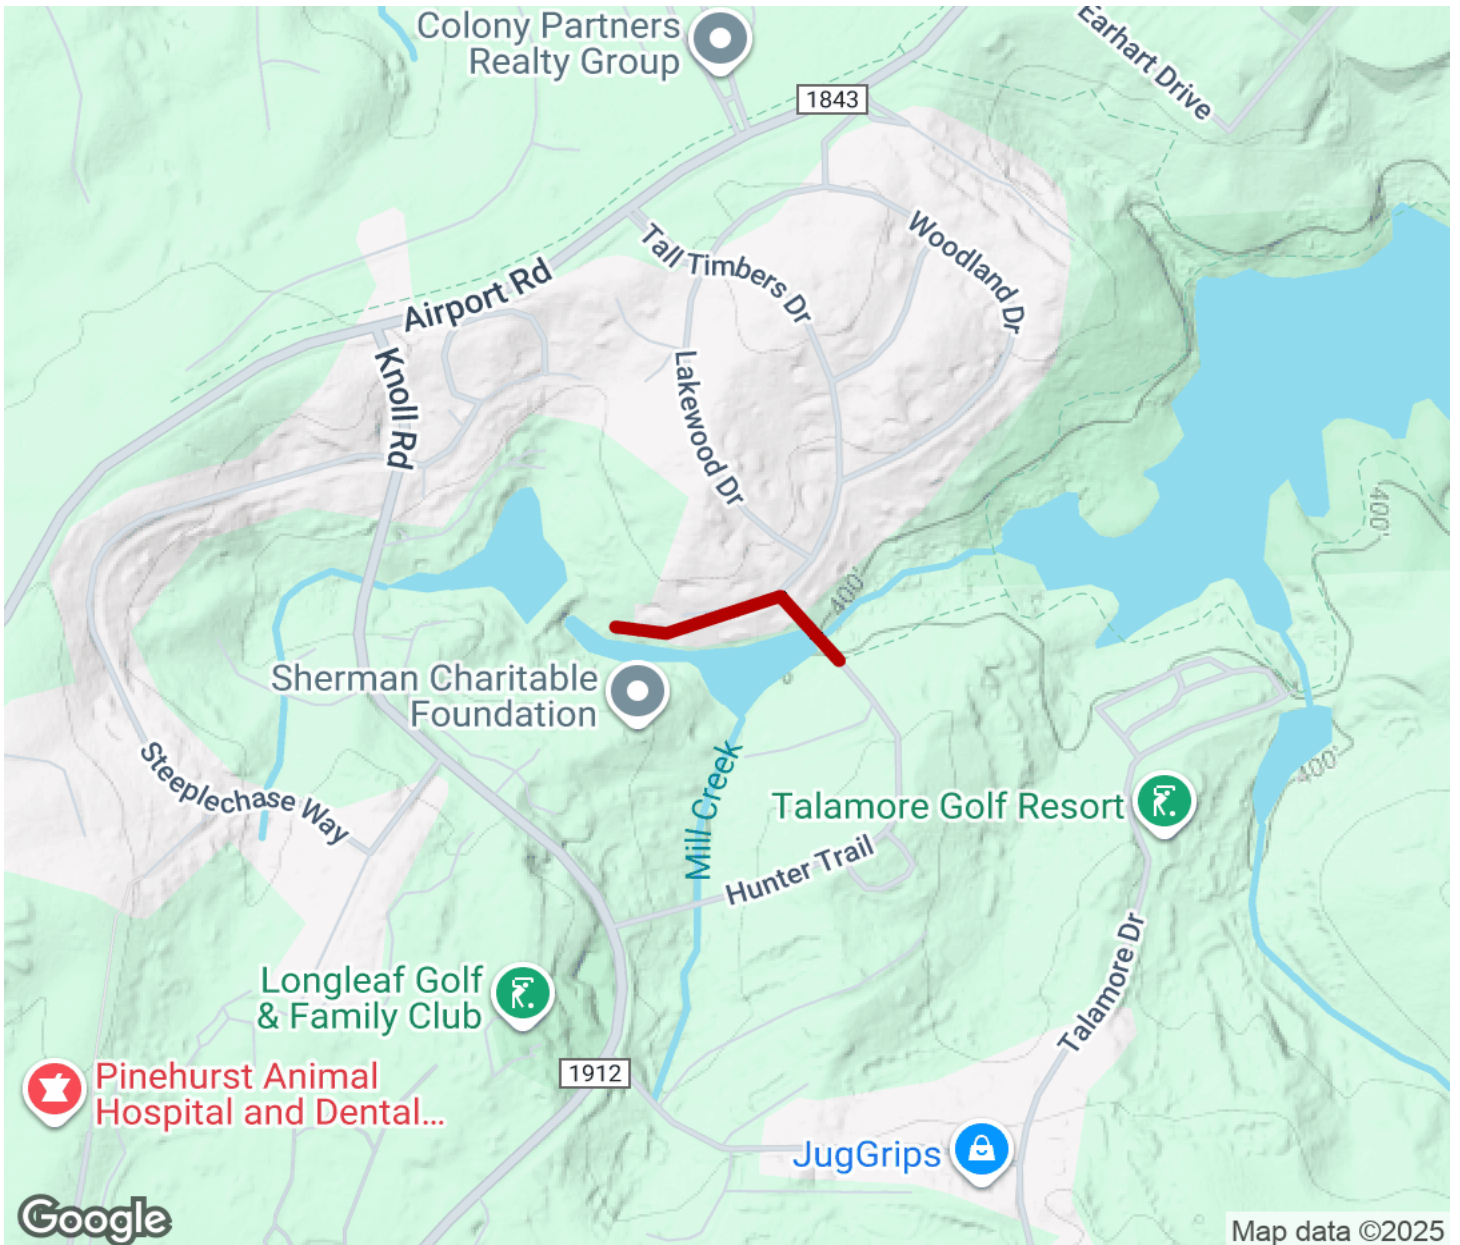 Colony Partners
Realty Group
1843
Earhart Drive
Woodland Dr
Tall Timbers Dr
Airport Rd
Knoll Rd
Lakewood Dr
400'
400'
Sherman Charitable
Foundation
Steeplechase Way
Mill Creek
400'
Talamore Golf Resort
Hunter Trail
Talamore Dr
Longleaf Golf
& Family Club
1912
Pinehurst Animal
Hospital and Dental...
JugGrips
Google
Map data ©2025